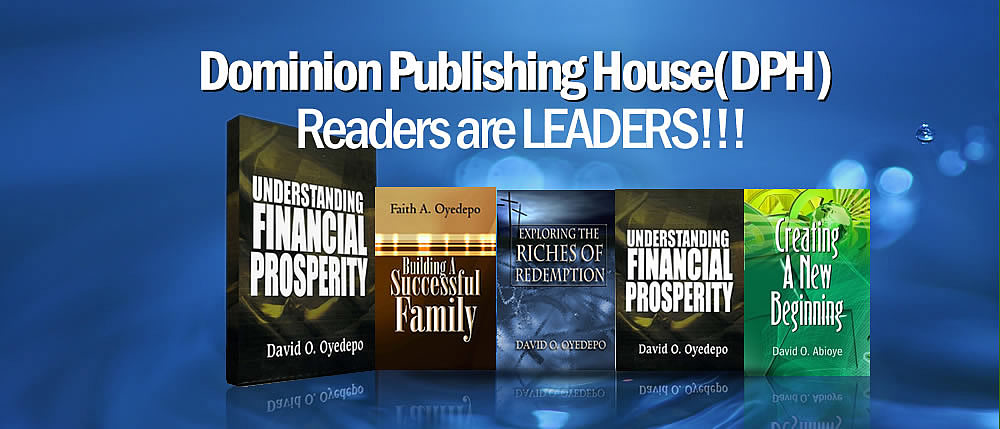 Dominion Publishing House(DPH)
Readers are LEADERS!!!
UNDERSTANDING
FINANCIAL
PROSPERITY
David O. Oyedepo
Faith A. Oyedepo
Building A
Successful
Family
EXPLORING THE
RICHES OF
REDEMPTION
DAVID O. OYEDEPO
UNDERSTANDING
FINANCIAL
PROSPERITY
David O. Oyedepo
Creating
A New
Beginning
David O. Abioye